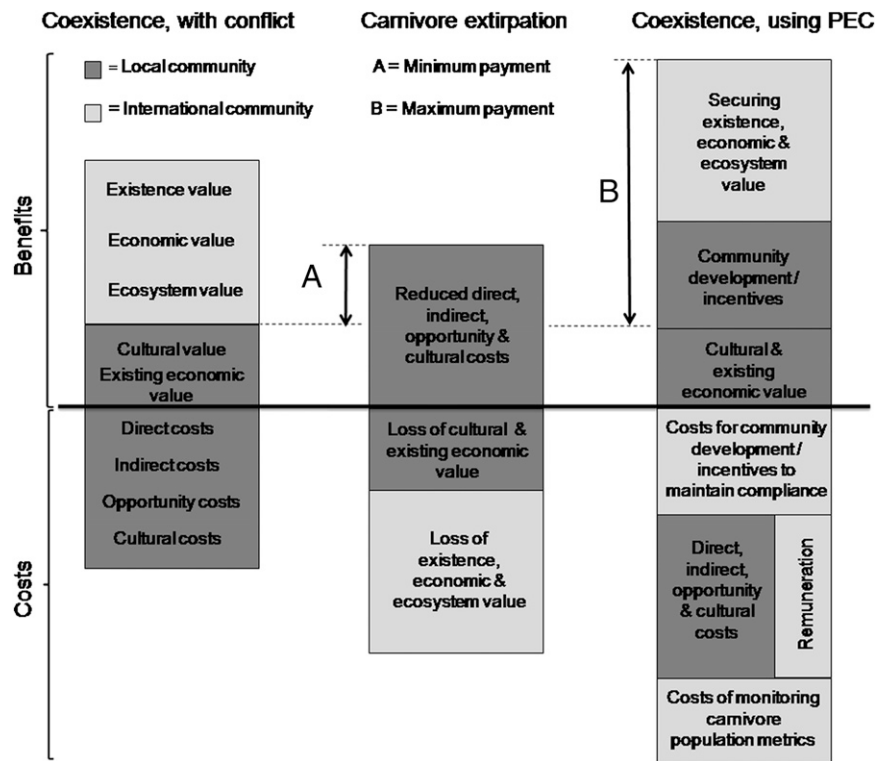 Coexistence, with conflict
Carnivore extirpation
Coexistence, using PEC
= Local community
= International community
A = Minimum payment
B = Maximum payment
Benefits
Costs
Existence value
Economic value
Ecosystem value
Cultural value
Existing economic
value
Direct costs
Indirect costs
Opportunity costs
Cultural costs
A
Reduced direct,
indirect,
opportunity &
cultural costs
Loss of cultural &
existing economic
value
Loss of
existence,
economic &
ecosystem value
B
Securing
existence,
economic &
ecosystem
value
Community
development/
incentives
Cultural &
existing
economic value
Costs for community
development/
incentives to
maintain compliance
Direct,
indirect,
opportunity
& cultural
costs
Remuneration
Costs of monitoring
carnivore
population metrics